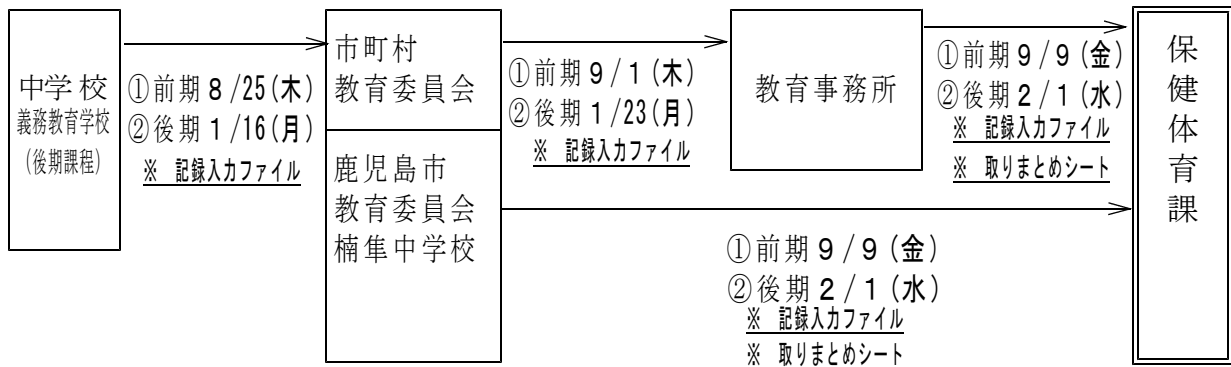 中学校
義務教育学校
(後期課程)
①前期8/25(木)
②後期1/16(月)
※ 記録入力ファイル
市町村
教育委員会
鹿児島市
教育委員会
楠隼中学校
①前期9/1(木)
②後期1/23(月)
※ 記録入力ファイル
教育事務所
①前期9/9(金)
②後期2/1(水)
※ 記録入力ファイル
※ 取りまとめシート
①前期9/9(金)
②後期2/1(水)
※ 記録入力ファイル
※ 取りまとめシート
保健体育課